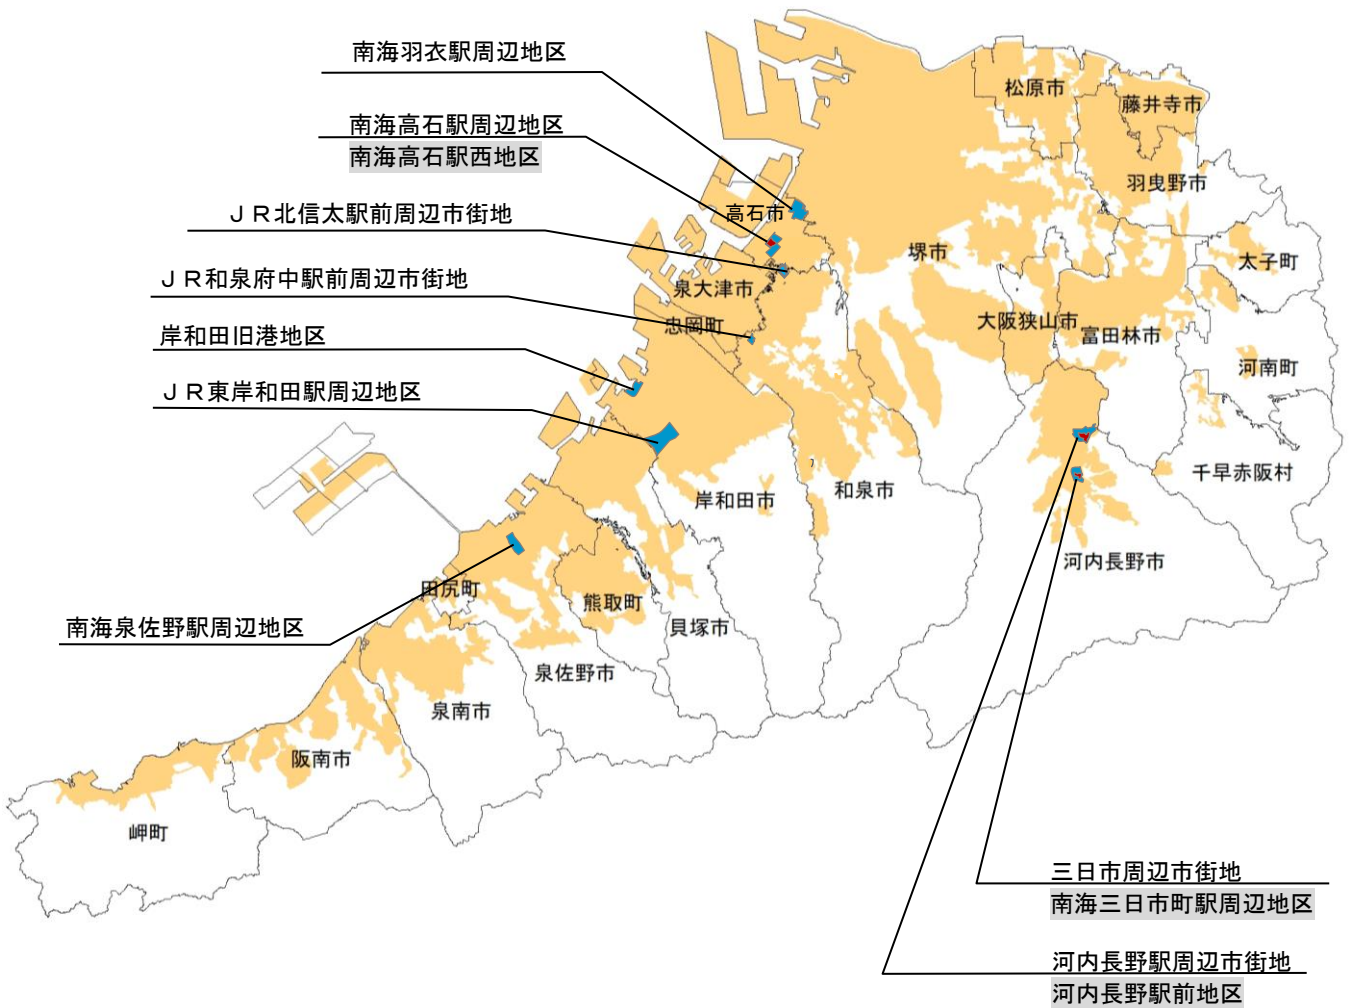 南海羽衣駅周辺地区
南海高石駅周辺地区
南海高石駅西地区
ＪＲ北信太駅前周辺市街地
ＪＲ和泉府中駅前周辺市街地
岸和田旧港地区
ＪＲ東岸和田駅周辺地区
南海泉佐野駅周辺地区
松原市
藤井寺市
羽曳野市
高石市
堺市
太子町
泉大津市
忠岡町
大阪狭山市
富田林市
河南町
千早赤阪村
岸和田市
和泉市
河内長野市
田尻町
熊取町
貝塚市
泉佐野市
泉南市
阪南市
岬町
三日市周辺市街地
南海三日市町駅周辺地区
河内長野駅周辺市街地
河内長野駅前地区